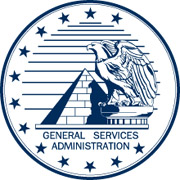 GENERAL SERVICES
ADMINISTRATION